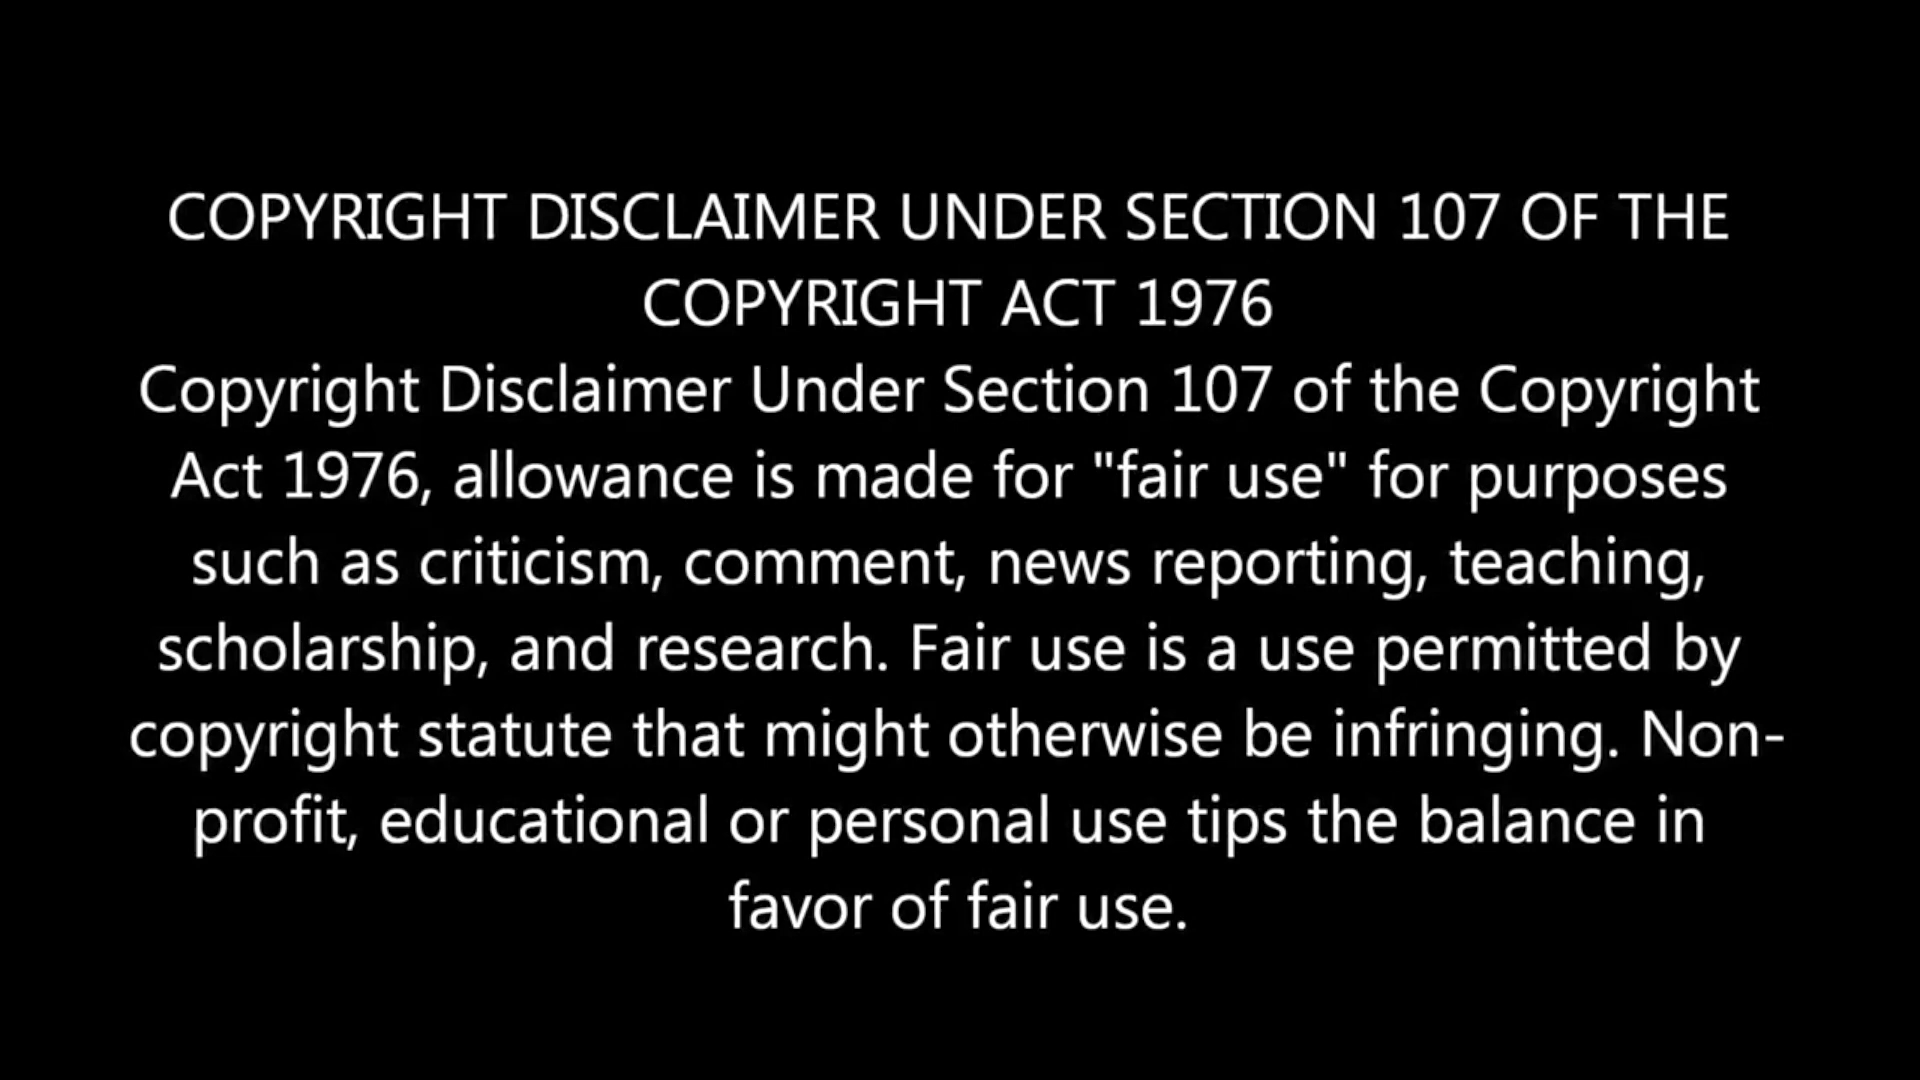 COPYRIGHT DISCLAIMER UNDER SECTION 107 OF THE
COPYRIGHT ACT 1976
Copyright Disclaimer Under Section 107 of the Copyright
Act 1976, allowance is made for "fair use" for purposes
such as criticism, comment, news reporting, teaching,
scholarship, and research. Fair use is a use permitted by
copyright statute that might otherwise be infringing. Non-
profit, educational or personal use tips the balance in
favor of fair use.